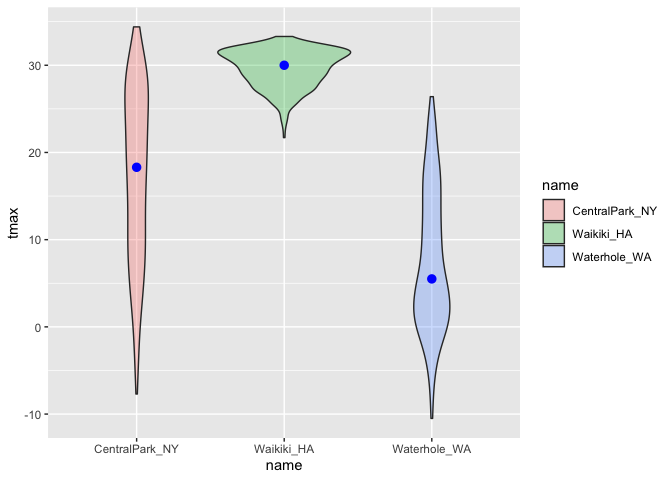 tmax
30
20
10
0
-10
CentralPark_NY
Waikiki_HA
Waterhole_WA
name
name
CentralPark_NY
Waikiki_HA
Waterhole_WA